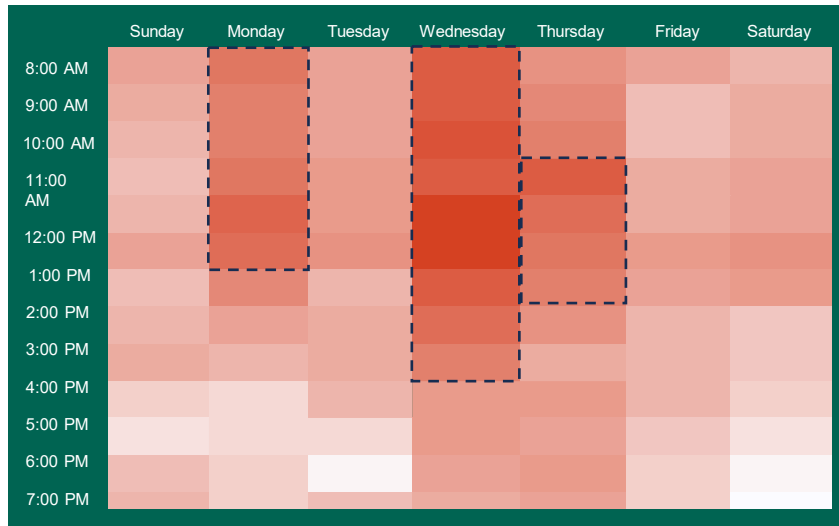 Sunday Monday Tuesday Wednesday Thursday Friday Saturday
8:00 AM
9:00 AM
10:00 AM
11:00
AM
12:00 PM
1:00 PM
2:00 PM
3:00 PM
4:00 PM
5:00 PM
6:00 PM
7:00 PM